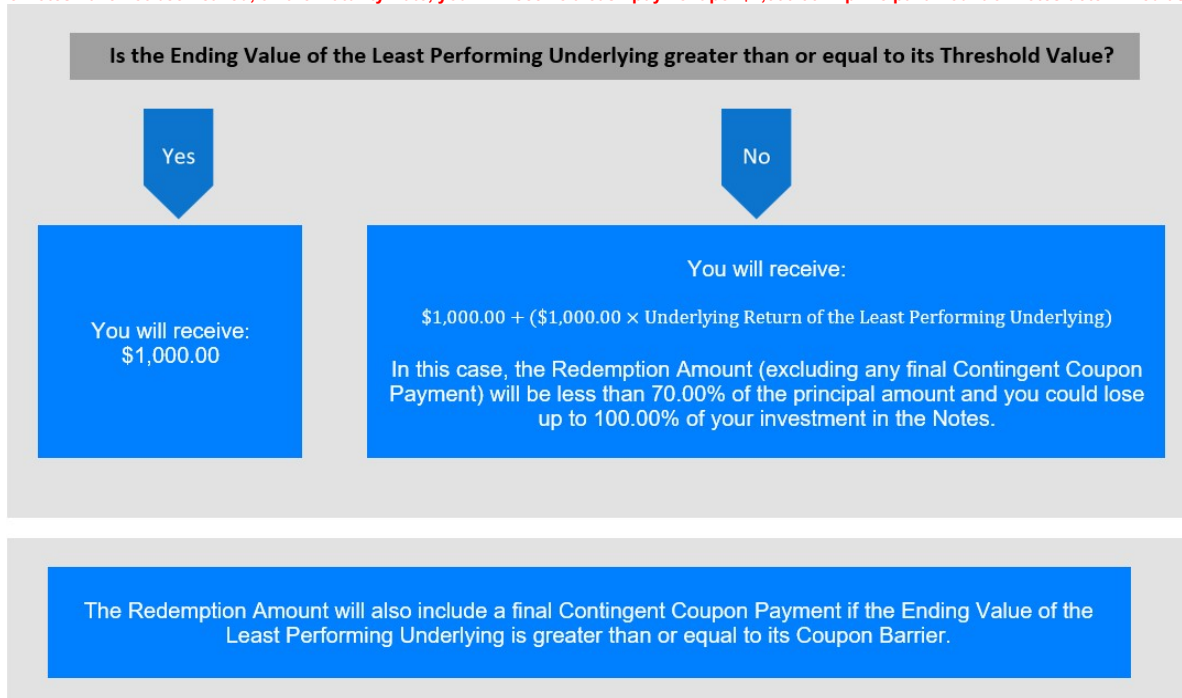 Is the Ending Value of the Least Performing Underlying greater than or equal to its Threshold Value?
Yes
No
You will receive:
$1,000.00
You will receive:
$1,000.00 + ($1,000.00 × Underlying Return of the Least Performing Underlying)
In this case, the Redemption Amount (excluding any final Contingent Coupon
Payment) will be less than 70.00% of the principal amount and you could lose
up to 100.00% of your investment in the Notes.
The Redemption Amount will also include a final Contingent Coupon Payment if the Ending Value of the
Least Performing Underlying is greater than or equal to its Coupon Barrier.